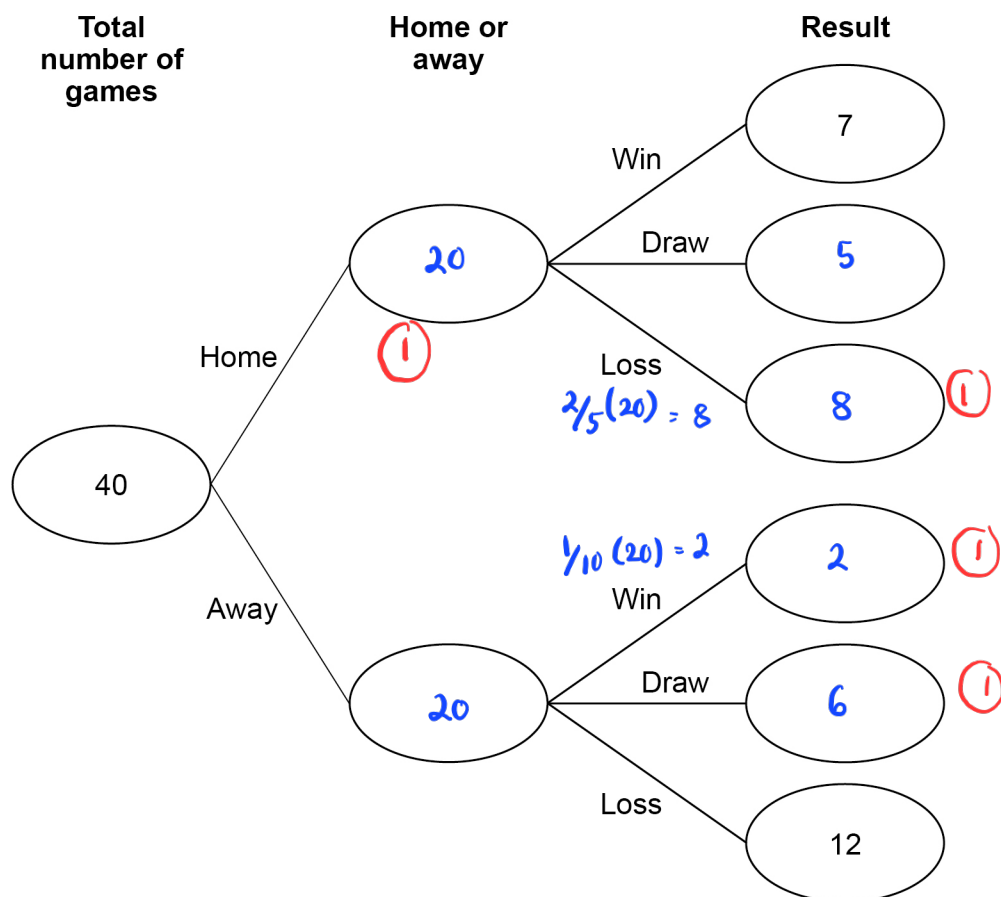 Total
number of
games
Home or
away
Result
7
Win
Draw
20
5
1
Home
Loss
2/5 (20) = 8
8
1
40
1/10 (20) = 2
2
1
Win
Away
Draw
20
6
1
Loss
12